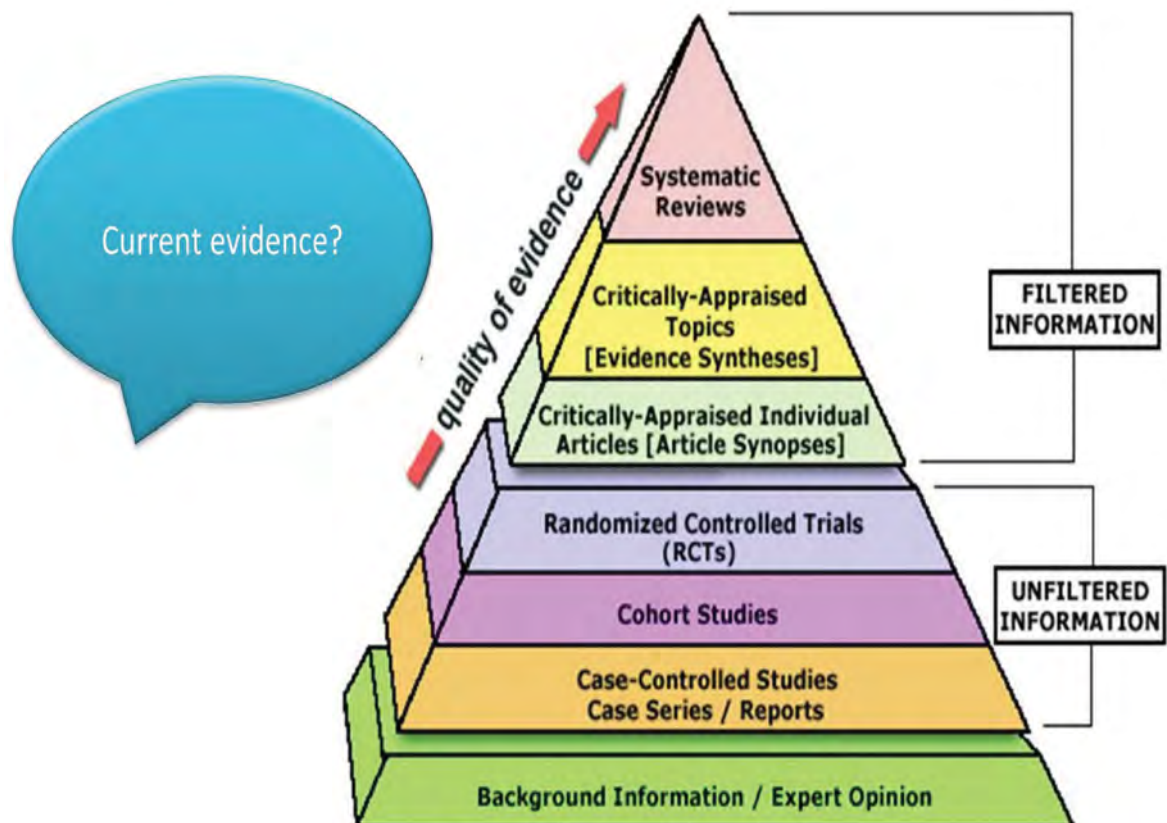 Current evidence?
quality of evidence
Systematic
Reviews
Critically-Appraised
Topics
[Evidence Syntheses]
Critically-Appraised Individual
Articles [Article Synopses]
FILTERED
INFORMATION
Randomized Controlled Trials
(RCTs)
Cohort Studies
Case-Controlled Studies
Case Series / Reports
UNFILTERED
INFORMATION
Background Information / Expert Opinion